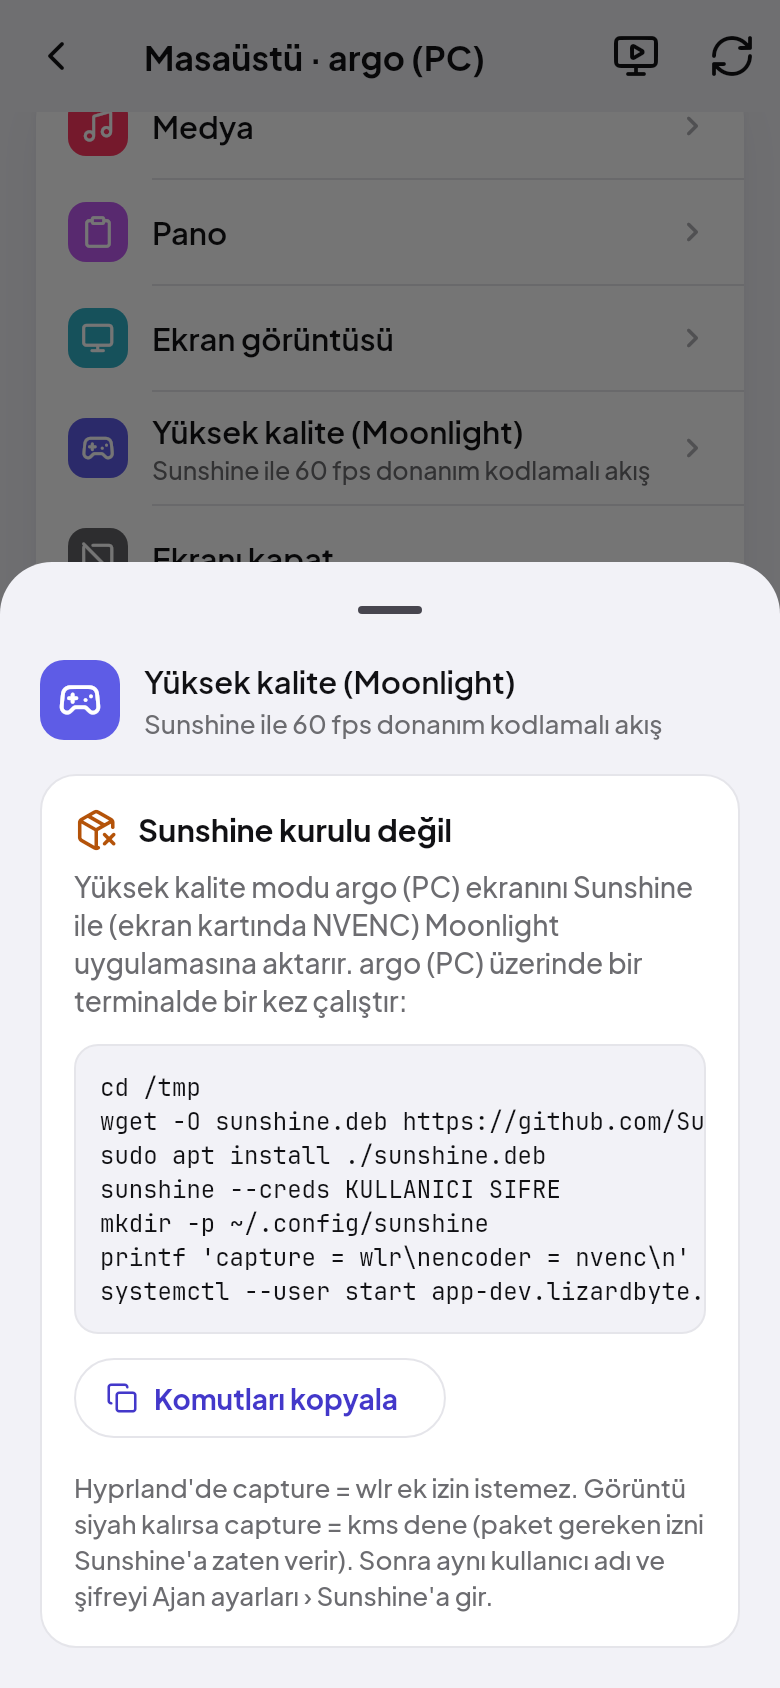 Masaüstü · argo (PC)
Medya
Pano
Ekran görüntüsü
Yüksek kalite (Moonlight)
Sunshine ile 60 fps donanım kodlamalı akış
Ekranı kapat
Yüksek kalite (Moonlight)
Sunshine ile 60 fps donanım kodlamalı akış
Sunshine kurulu değil
Yüksek kalite modu argo (PC) ekranını Sunshine
ile (ekran kartında NVENC) Moonlight
uygulamasına aktarır. argo (PC) üzerinde bir
terminalde bir kez çalıştır:
cd /tmp
wget -O sunshine.deb https://github.com/Su
sudo apt install ./sunshine.deb
sunshine --creds KULLANICI SIFRE
mkdir -p ~/.config/sunshine
printf 'capture = wlr\nencoder = nvenc\n'
systemctl --user start app-dev.lizardbyte.
Komutları kopyala
Hyprland'de capture = wlr ek izin istemez. Görüntü
siyah kalırsa capture = kms dene (paket gereken izni
Sunshine'a zaten verir). Sonra aynı kullanıcı adı ve
şifreyi Ajan ayarları › Sunshine'a gir.